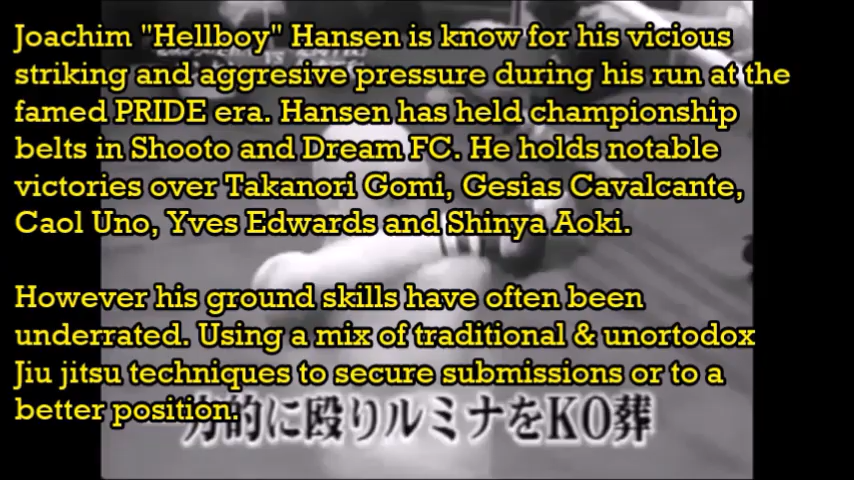 Joachim "Hellboy" Hansen is know for his vicious
striking and aggresive pressure during his run at the
famed PRIDE era. Hansen has held championship
belts in Shooto and Dream FC. He holds notable
victories over Takanori Gomi, Gesias Cavalcante,
Caol Uno, Yves Edwards and Shinya Aoki.
However his ground skills have often been
underrated. Using a mix of traditional & unortodox
Jiu jitsu techniques to secure submissions or to a
better position.
的に殴りルミナをKO葬